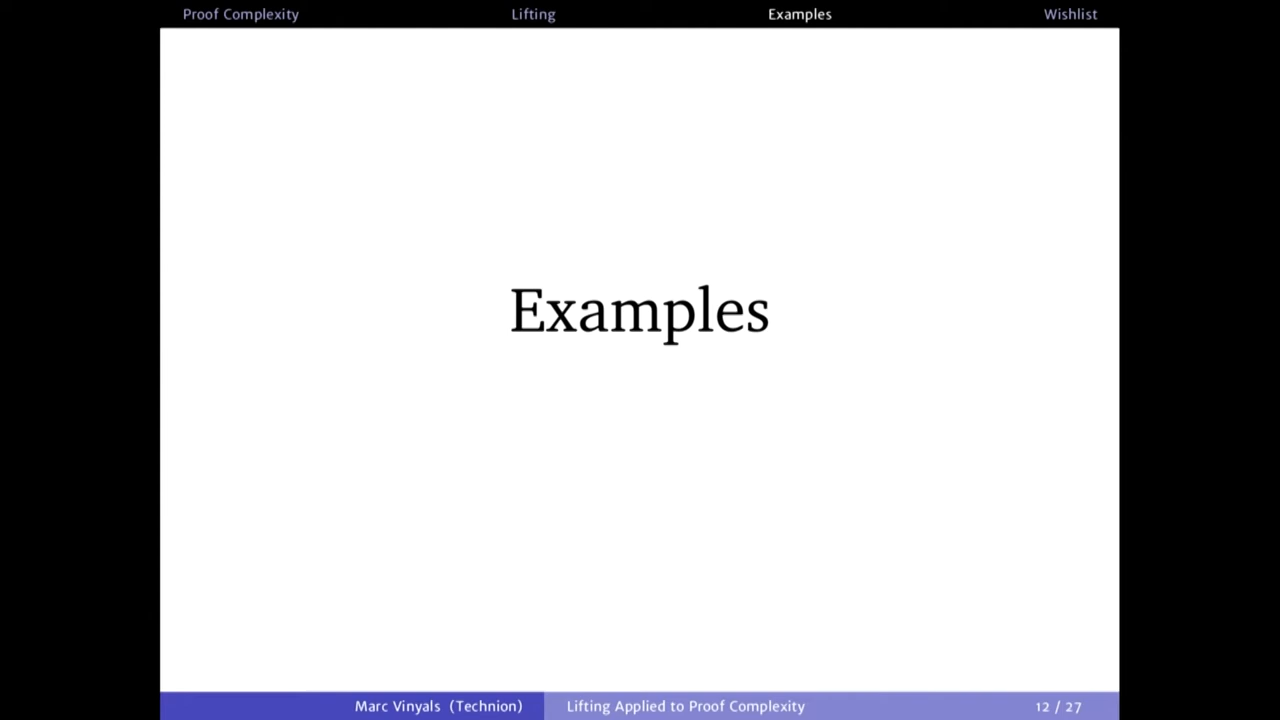 Proof Complexity Lifting Examples Wishlist
Examples
Marc Vinyals (Technion) Lifting Applied to Proof Complexity 12 / 27